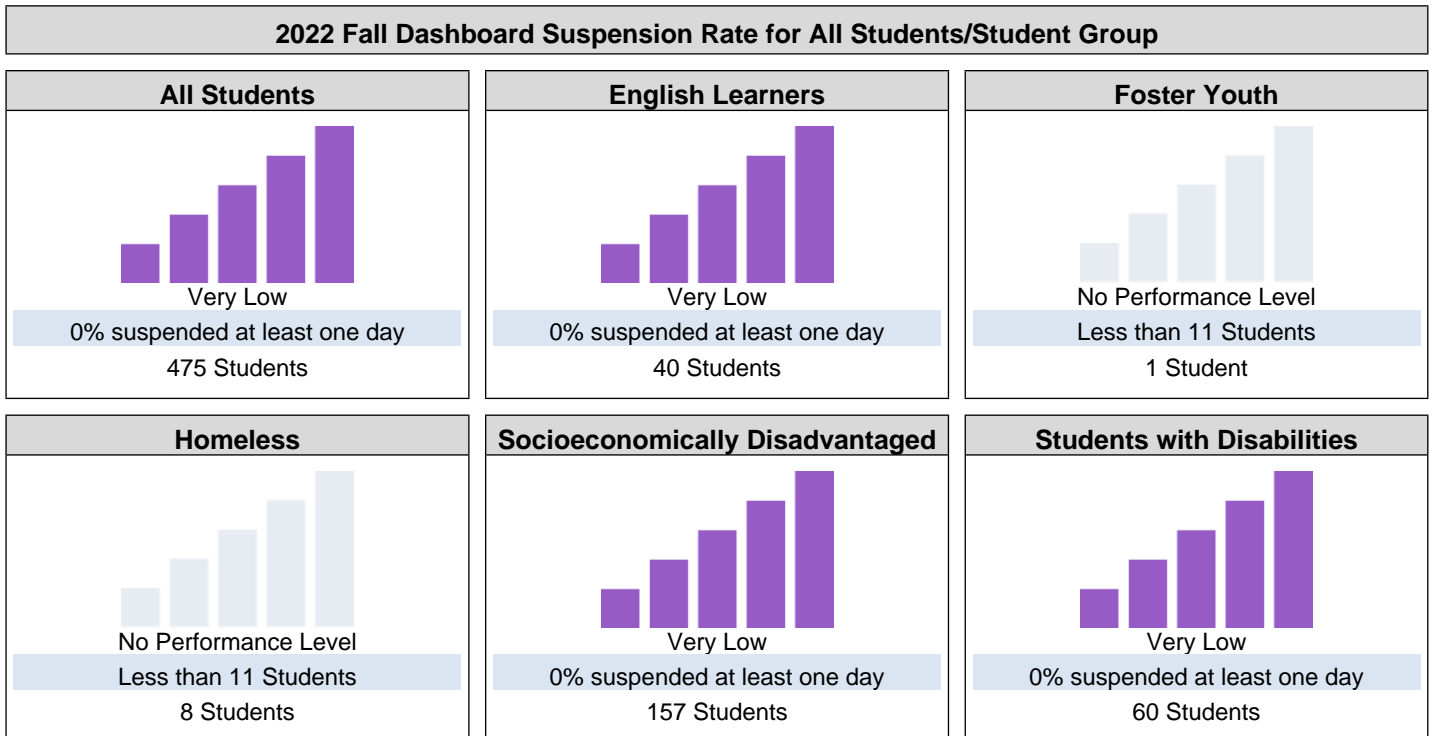 2022 Fall Dashboard Suspension Rate for All Students/Student Group
All Students
Very Low
0% suspended at least one day
475 Students
English Learners
Very Low
0% suspended at least one day
40 Students
Foster Youth
No Performance Level
Less than 11 Students
1 Student
Homeless
No Performance Level
Less than 11 Students
8 Students
Socioeconomically Disadvantaged
Very Low
0% suspended at least one day
157 Students
Students with Disabilities
Very Low
0% suspended at least one day
60 Students